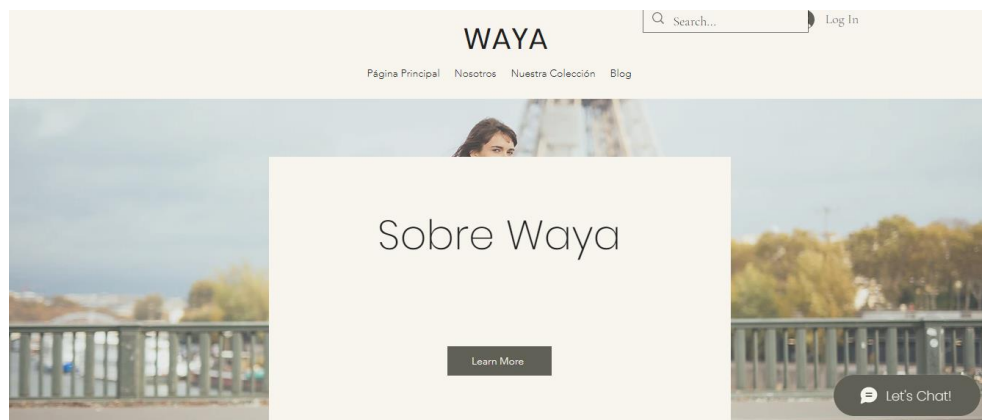 Search...
Log In
WAYA
Página Principal Nosotros Nuestra Colección Blog
Sobre Waya
Learn More
Let's Chat!